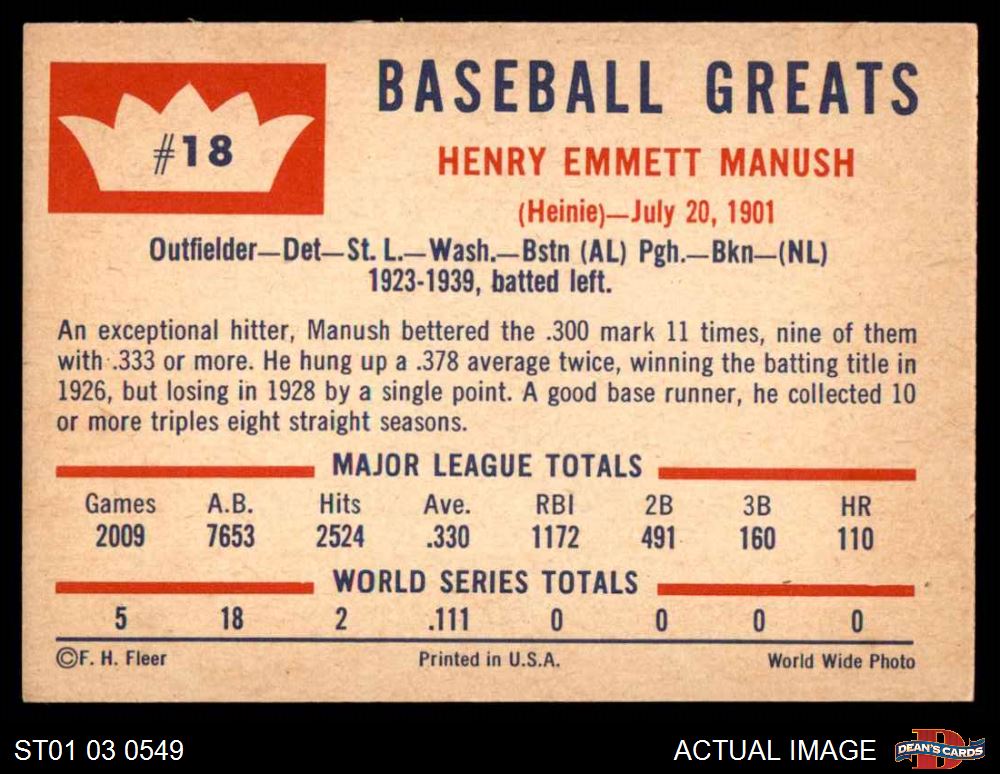 #18
BASEBALL GREATS
HENRY EMMETT MANUSH
(Heinie)—July 20, 1901
Outfielder—Det—St. L.—Wash.—Bstn (AL) Pgh.—Bkn—(NL)
1923-1939, batted left.
An exceptional hitter, Manush bettered the .300 mark 11 times, nine of them
with .333 or more. He hung up a .378 average twice, winning the batting title in
1926, but losing in 1928 by a single point. A good base runner, he collected 10
or more triples eight straight seasons.
MAJOR LEAGUE TOTALS
Games A.B. Hits Ave. RBI 2B 3B HR
2009 7653 2524 .330 1172 491 160 110
WORLD SERIES TOTALS
5 18 2 .111 0 0 0 0
©F. H. Fleer Printed in U.S.A. World Wide Photo
ST01 03 0549 ACTUAL IMAGE D DEAN'S CARDS